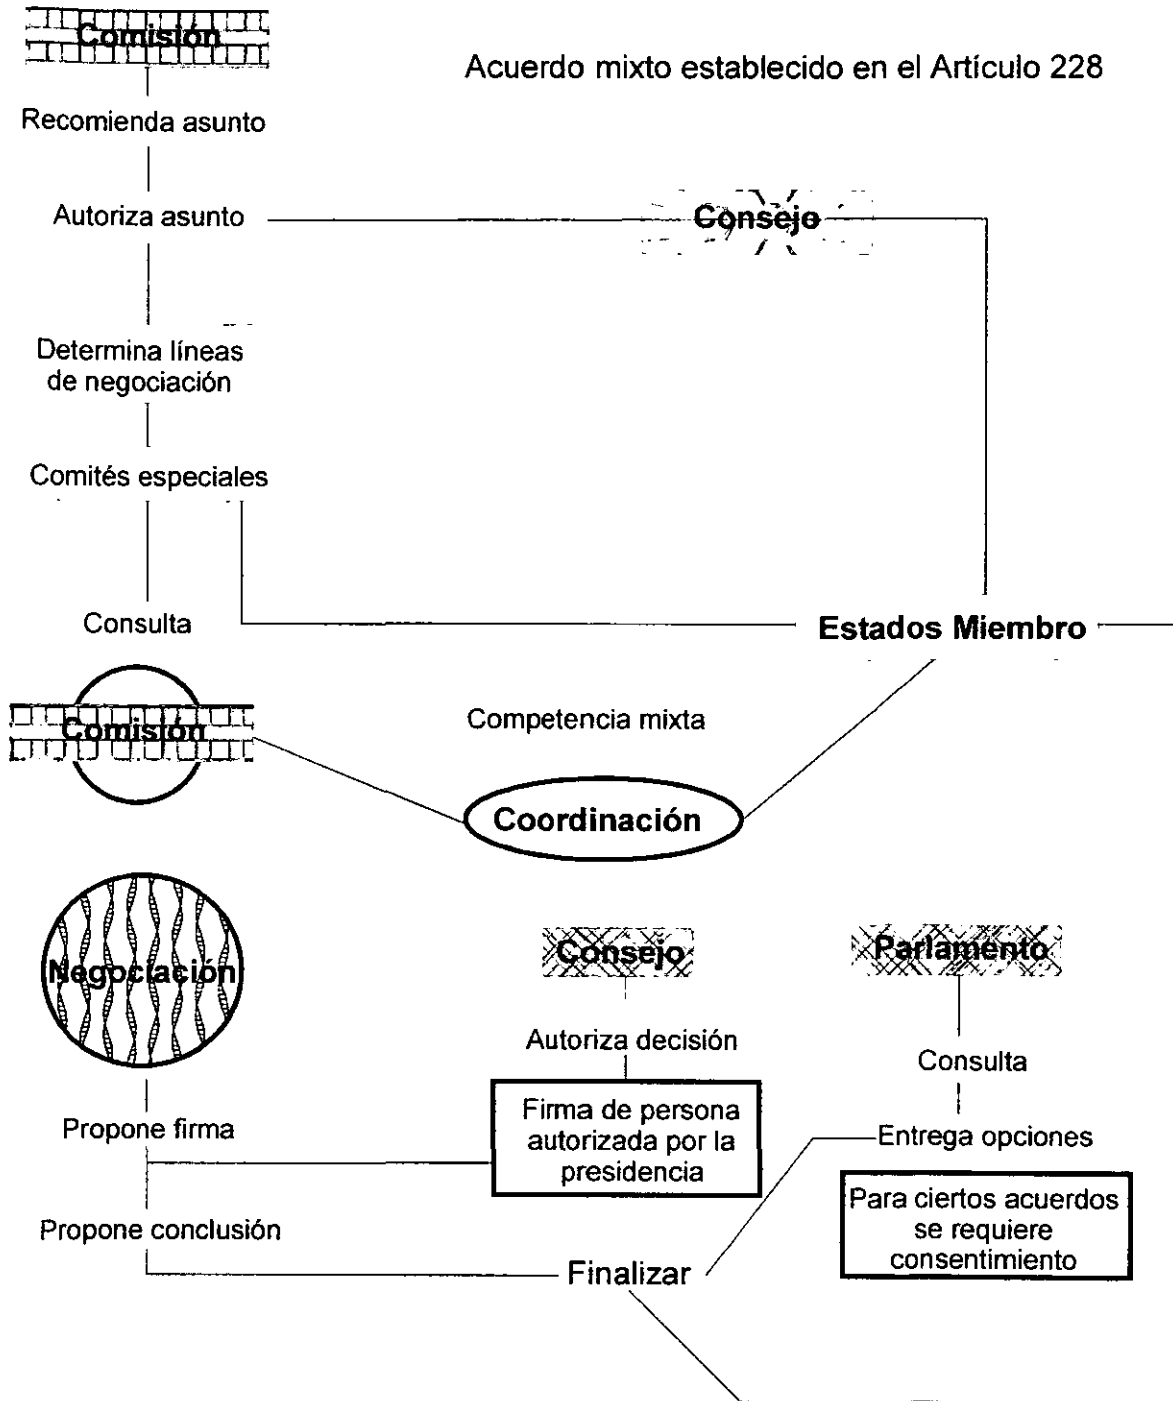 Comisión
Acuerdo mixto establecido en el Artículo 228
Recomienda asunto
Autoriza asunto
Consejo
Determina líneas
de negociación
Comités especiales
Consulta
Estados Miembro
Comisión
Competencia mixta
Coordinación
Negociación
Consejo
Parlamento
Autoriza decisión
Consulta
Firma de persona
autorizada por la
presidencia
Propone firma
Entrega opciones
Para ciertos acuerdos
se requiere
consentimiento
Propone conclusión
Finalizar